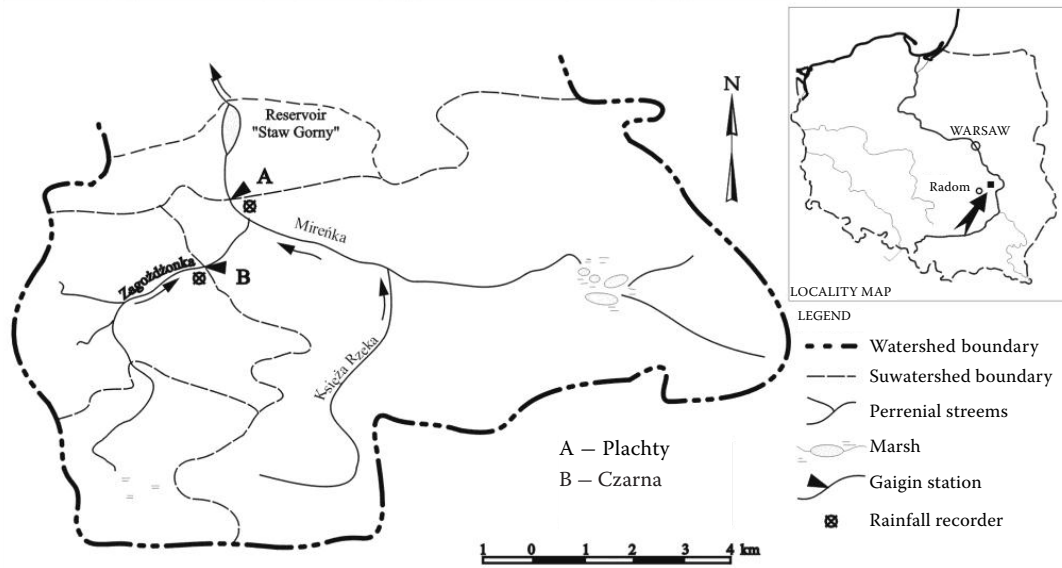 Reservoir
"Staw Gorny"
A
N
Mireńka
Zagożdżonka
B
Księża Rzeka
A – Plachty
B – Czarna
1 0 1 2 3 4 km
WARSAW
Radom
LOCALITY MAP
LEGEND
Watershed boundary
Suwatershed boundary
Perrenial streems
Marsh
Gaigin station
Rainfall recorder